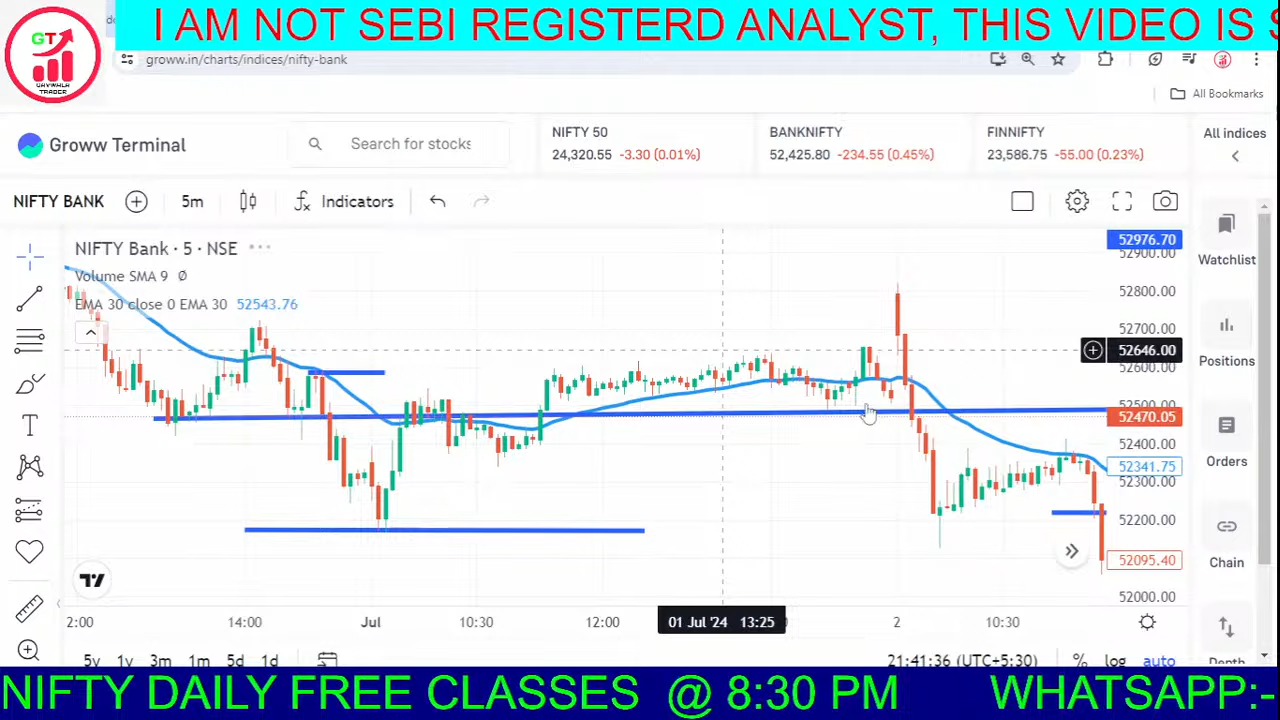 I AM NOT SEBI REGISTERD ANALYST, THIS VIDEO IS S
GT
GAYWALA
TRADER
groww.in/charts/indices/nifty-bank
All Bookmarks
Groww Terminal
Search for stocks
NIFTY 50
24,320.55 -3.30 (0.01%)
BANKNIFTY
52,425.80 -234.55 (0.45%)
FINNIFTY
23,586.75 -55.00 (0.23%)
All indices
NIFTY BANK
5m
Indicators
NIFTY Bank · 5 · NSE
Volume SMA 9 Ø
EMA 30 close 0 EMA 30 52543.76
52976.70
52900.00
52800.00
52700.00
52646.00
52600.00
52500.00
52470.05
52400.00
52341.75
52300.00
52200.00
52095.40
52000.00
Watchlist
Positions
Orders
Chain
Depth
2:00
14:00
Jul
10:30
12:00
01 Jul '24 13:25
2
10:30
5y 1y 3m 1m 5d 1d
21:41:36 (UTC+5:30)
% log auto
NIFTY DAILY FREE CLASSES @ 8:30 PM WHATSAPP:-